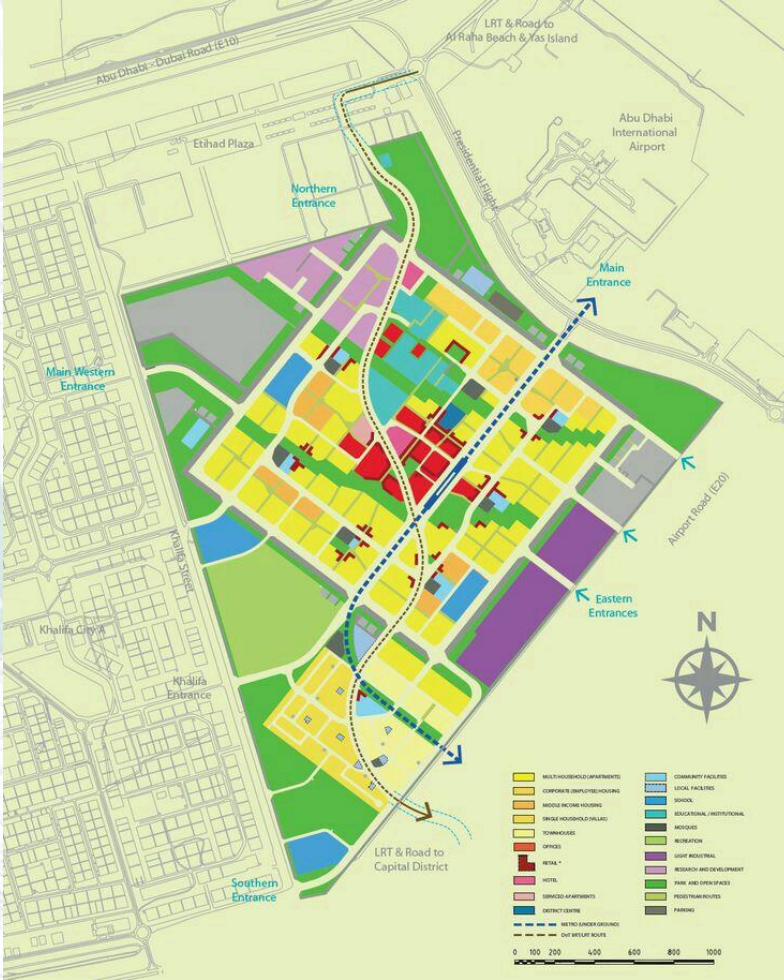 LRT & Road to
Al Raha Beach & Yas Island
Abu Dhabi - Dubai Road (E10)
Abu Dhabi
International
Airport
Etihad Plaza
Presidential Flight
Northern
Entrance
Main
Entrance
Main Western
Entrance
Airport Road (E20)
Khalifa Street
Eastern
Entrances
Khalifa City A
N
Khalifa
Entrance
LRT & Road to
Capital District
Southern
Entrance
MULTI HOUSEHOLD (APARTMENTS)
CORPORATE (EMPLOYEE) HOUSING
MIDDLE INCOME HOUSING
SINGLE HOUSEHOLD (VILLAS)
TOWNHOUSES
OFFICES
RETAIL *
HOTEL
SERVICED APARTMENTS
DISTRICT CENTRE
METRO (UNDER GROUND)
DoT BRT/LRT ROUTE
COMMUNITY FACILITIES
LOCAL FACILITIES
SCHOOL
EDUCATIONAL / INSTITUTIONAL
MOSQUES
RECREATION
LIGHT INDUSTRIAL
RESEARCH AND DEVELOPMENT
PARK AND OPEN SPACES
PEDESTRIAN ROUTES
PARKING
0 100 200 400 600 800 1000